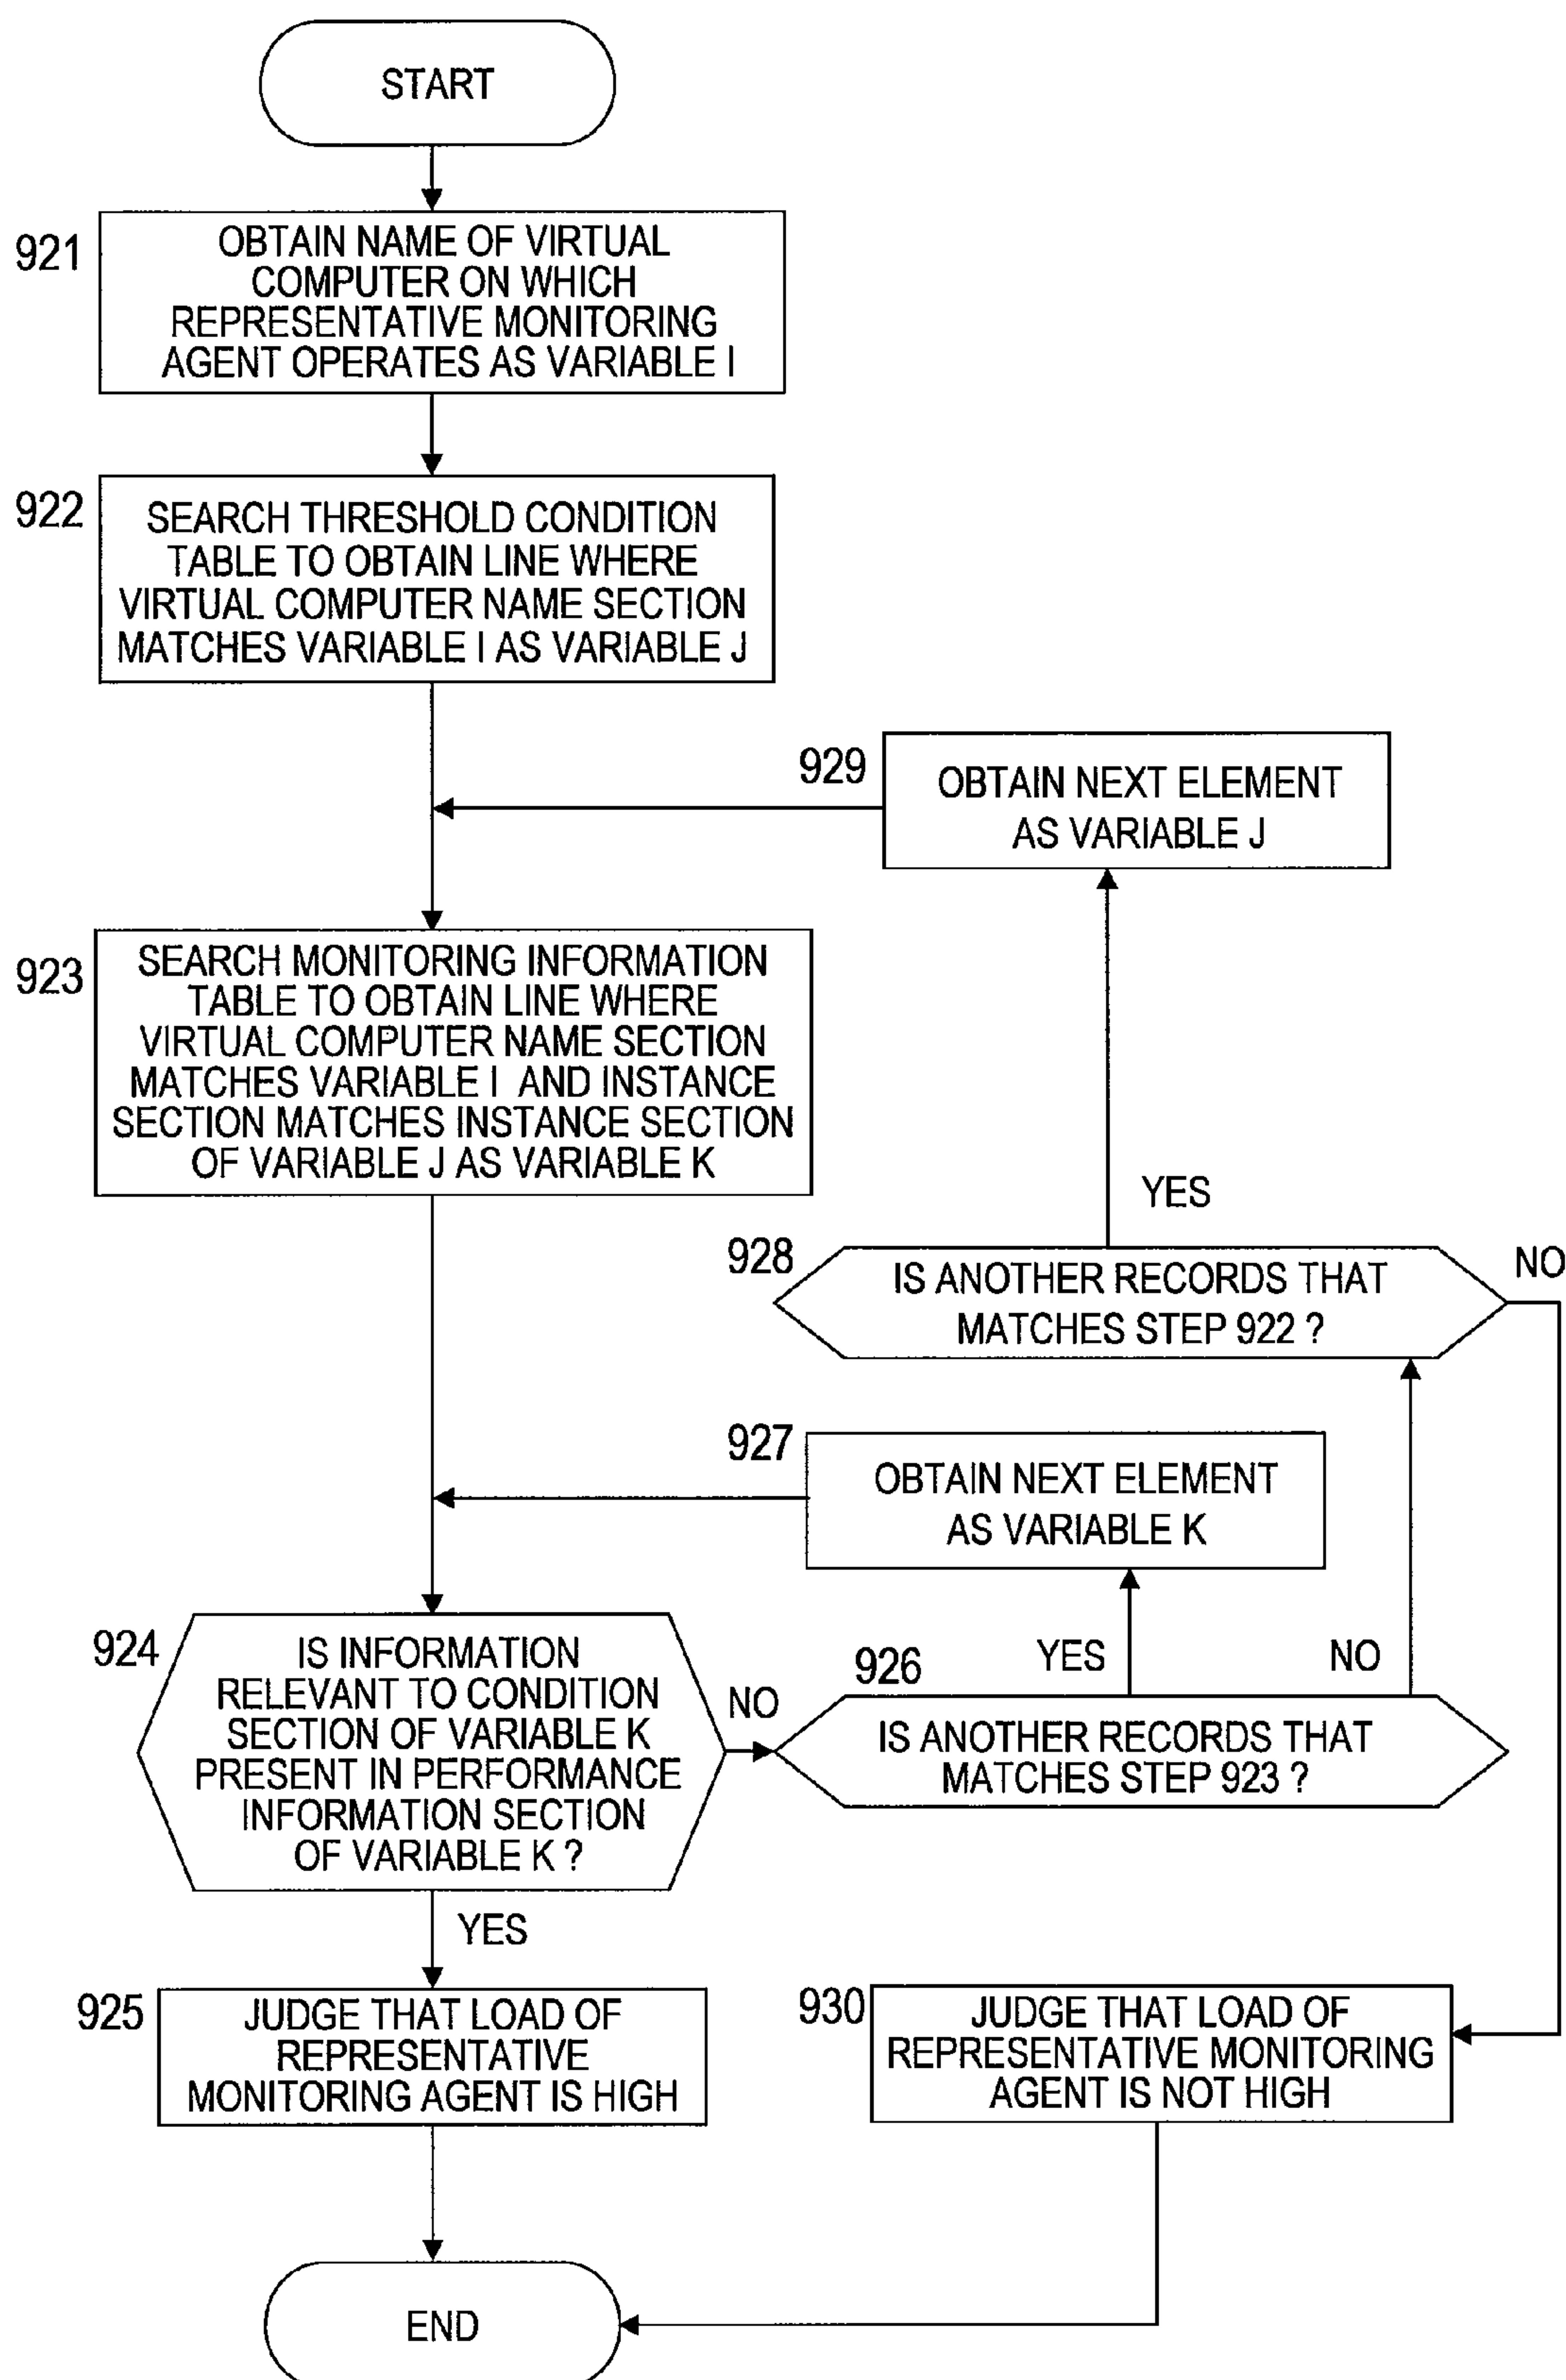 START
921
OBTAIN NAME OF VIRTUAL
COMPUTER ON WHICH
REPRESENTATIVE MONITORING
AGENT OPERATES AS VARIABLE I
922
SEARCH THRESHOLD CONDITION
TABLE TO OBTAIN LINE WHERE
VIRTUAL COMPUTER NAME SECTION
MATCHES VARIABLE I AS VARIABLE J
929
OBTAIN NEXT ELEMENT
AS VARIABLE J
923
SEARCH MONITORING INFORMATION
TABLE TO OBTAIN LINE WHERE
VIRTUAL COMPUTER NAME SECTION
MATCHES VARIABLE I AND INSTANCE
SECTION MATCHES INSTANCE SECTION
OF VARIABLE J AS VARIABLE K
YES
928
IS ANOTHER RECORDS THAT
MATCHES STEP 922 ?
NO
927
OBTAIN NEXT ELEMENT
AS VARIABLE K
924
IS INFORMATION
RELEVANT TO CONDITION
SECTION OF VARIABLE K
PRESENT IN PERFORMANCE
INFORMATION SECTION
OF VARIABLE K ?
NO
926
YES
NO
IS ANOTHER RECORDS THAT
MATCHES STEP 923 ?
YES
925
JUDGE THAT LOAD OF
REPRESENTATIVE
MONITORING AGENT IS HIGH
930
JUDGE THAT LOAD OF
REPRESENTATIVE MONITORING
AGENT IS NOT HIGH
END